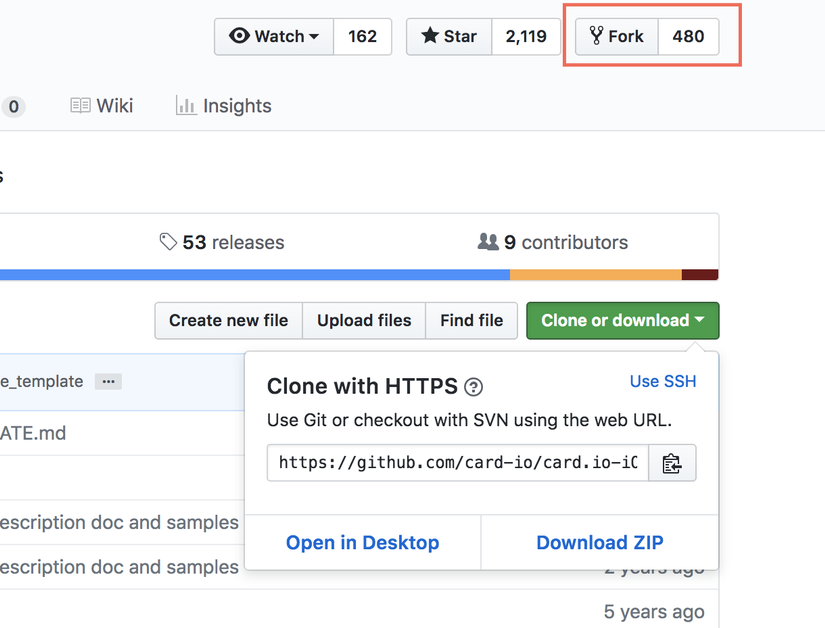 Watch 162 Star 2,119 Fork 480
0 Wiki Insights
s
53 releases 9 contributors
Create new file Upload files Find file Clone or download
e_template ...
Clone with HTTPS ?
Use SSH
Use Git or checkout with SVN using the web URL.
ATE.md
https://github.com/card-io/card.io-iO
escription doc and samples
Open in Desktop Download ZIP
escription doc and samples
2 years ago
5 years ago